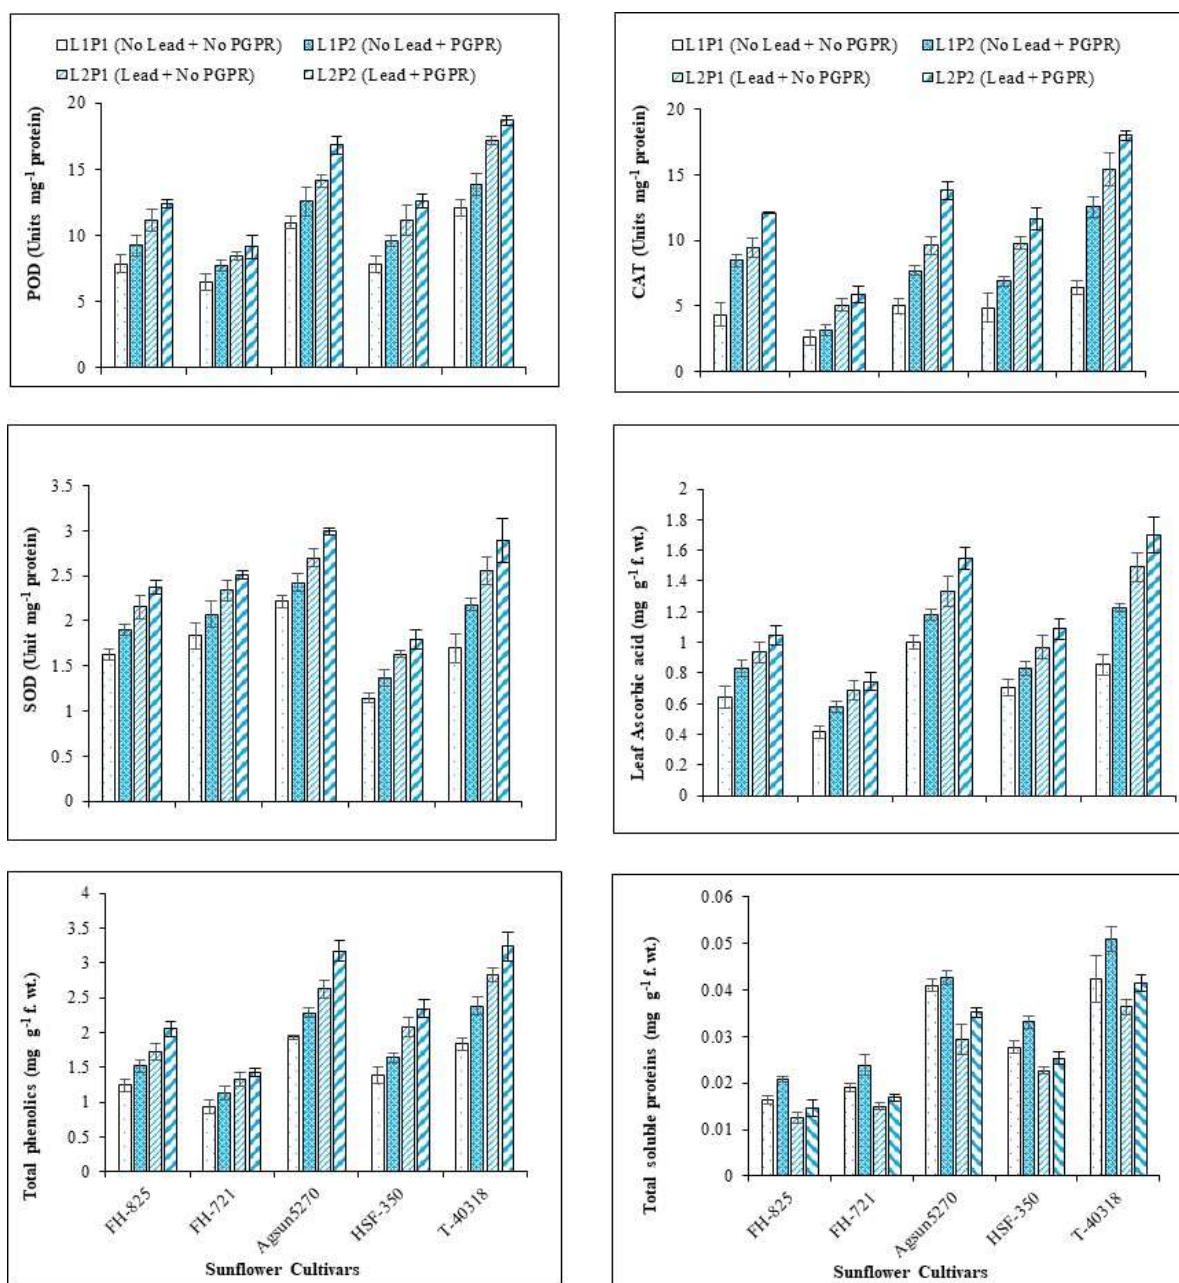 L1P1 (No Lead + No PGPR)
L1P2 (No Lead + PGPR)
L2P1 (Lead + No PGPR)
L2P2 (Lead + PGPR)
POD (Units mg-1 protein)
20
15
10
5
0
L1P1 (No Lead + No PGPR)
L1P2 (No Lead + PGPR)
L2P1 (Lead + No PGPR)
L2P2 (Lead + PGPR)
CAT (Units mg-1 protein)
20
15
10
5
0
SOD (Unit mg-1 protein)
3.5
3
2.5
2
1.5
1
0.5
0
Leaf Ascorbic acid (mg g-1 f. wt.)
2
1.8
1.6
1.4
1.2
1
0.8
0.6
0.4
0.2
0
Total phenolics (mg g-1 f. wt.)
4
3.5
3
2.5
2
1.5
1
0.5
0
FH-825
FH-721
Agsun5270
HSF-350
T-40318
Sunflower Cultivars
Total soluble proteins (mg g-1 f. wt.)
0.06
0.05
0.04
0.03
0.02
0.01
0
FH-825
FH-721
Agsun5270
HSF-350
T-40318
Sunflower Cultivars